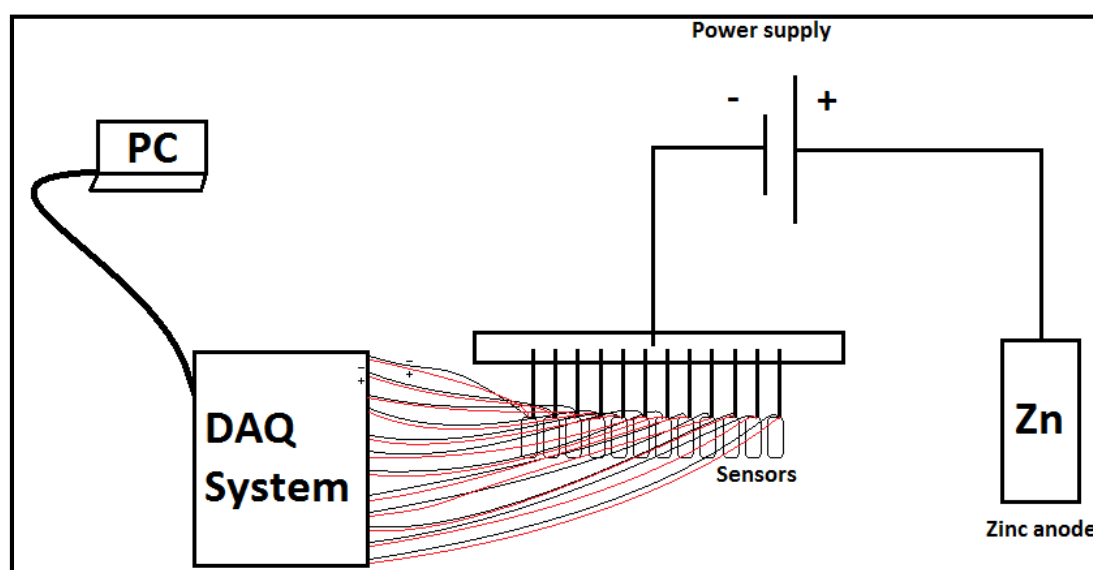 Power supply
- +
PC
-
- +
+
DAQ
System
Zn
Sensors
Zinc anode